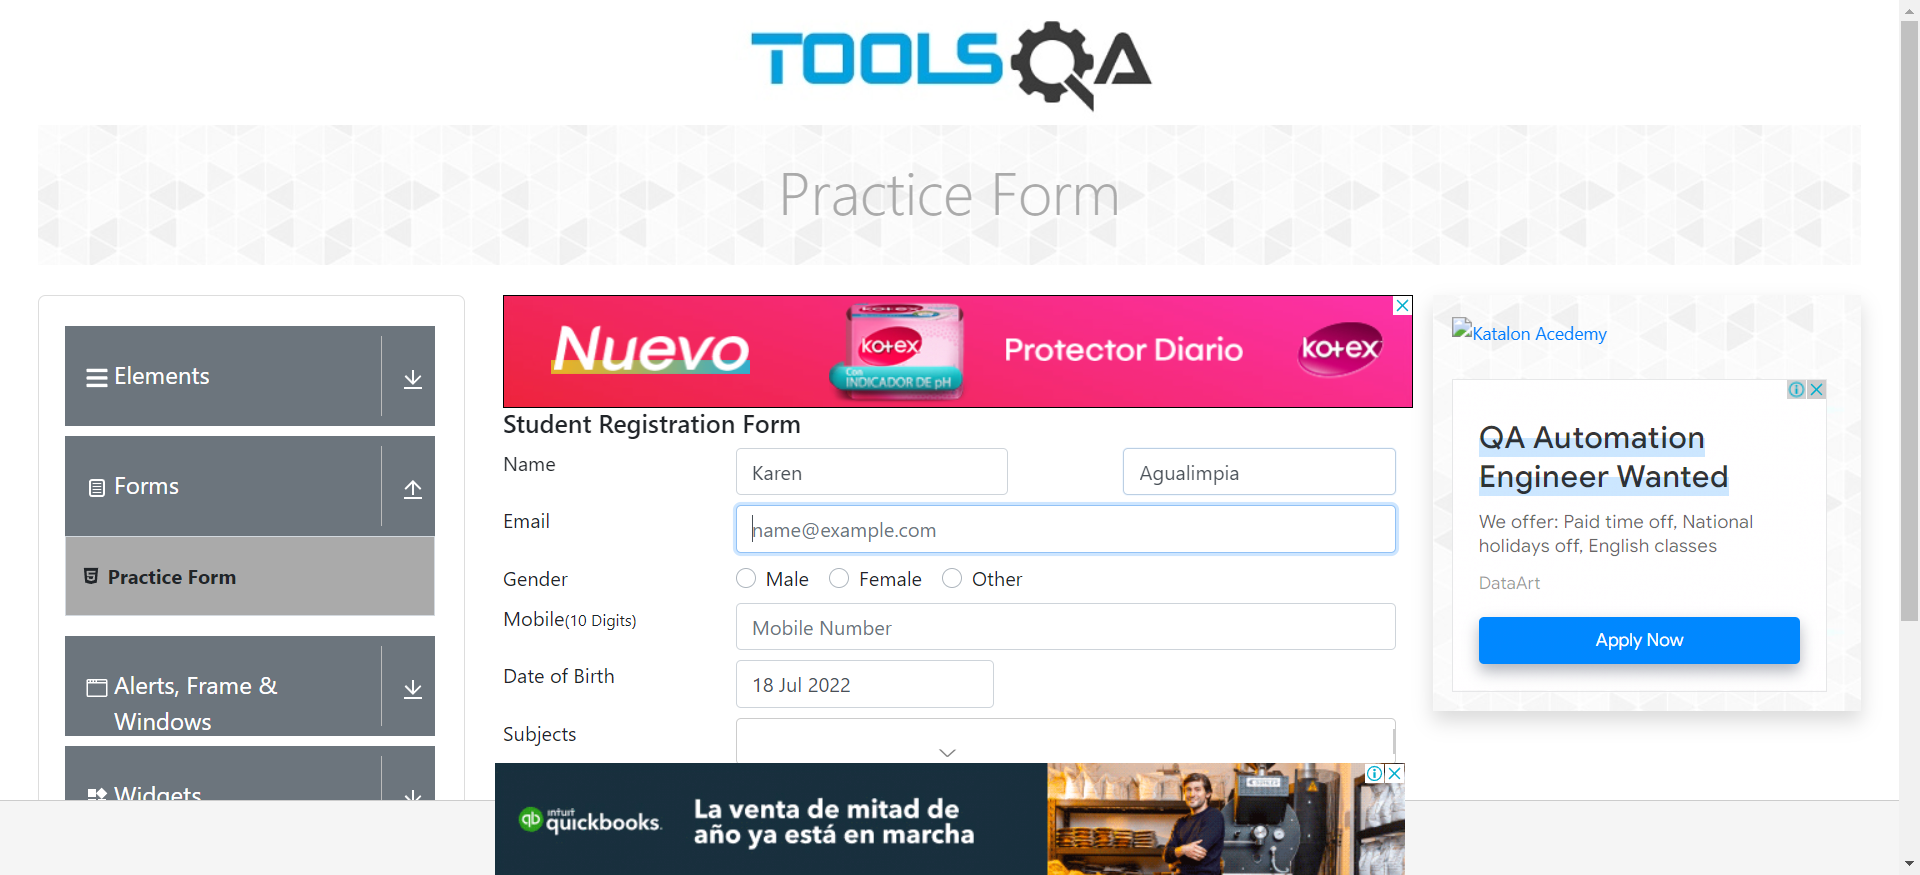 TOOLSQA
Practice Form
Elements
Forms
Practice Form
Alerts, Frame &
Windows
Widgets
Nuevo
kotex
Con
INDICADOR DE pH
Protector Diario
kotex
Student Registration Form
Name
Karen
Agualimpia
Email
name@example.com
Gender
Male
Female
Other
Mobile(10 Digits)
Mobile Number
Date of Birth
18 Jul 2022
Subjects
qb
intuit
quickbooks.
La venta de mitad de
año ya está en marcha
Katalon Acedemy
QA Automation
Engineer Wanted
We offer: Paid time off, National
holidays off, English classes
DataArt
Apply Now